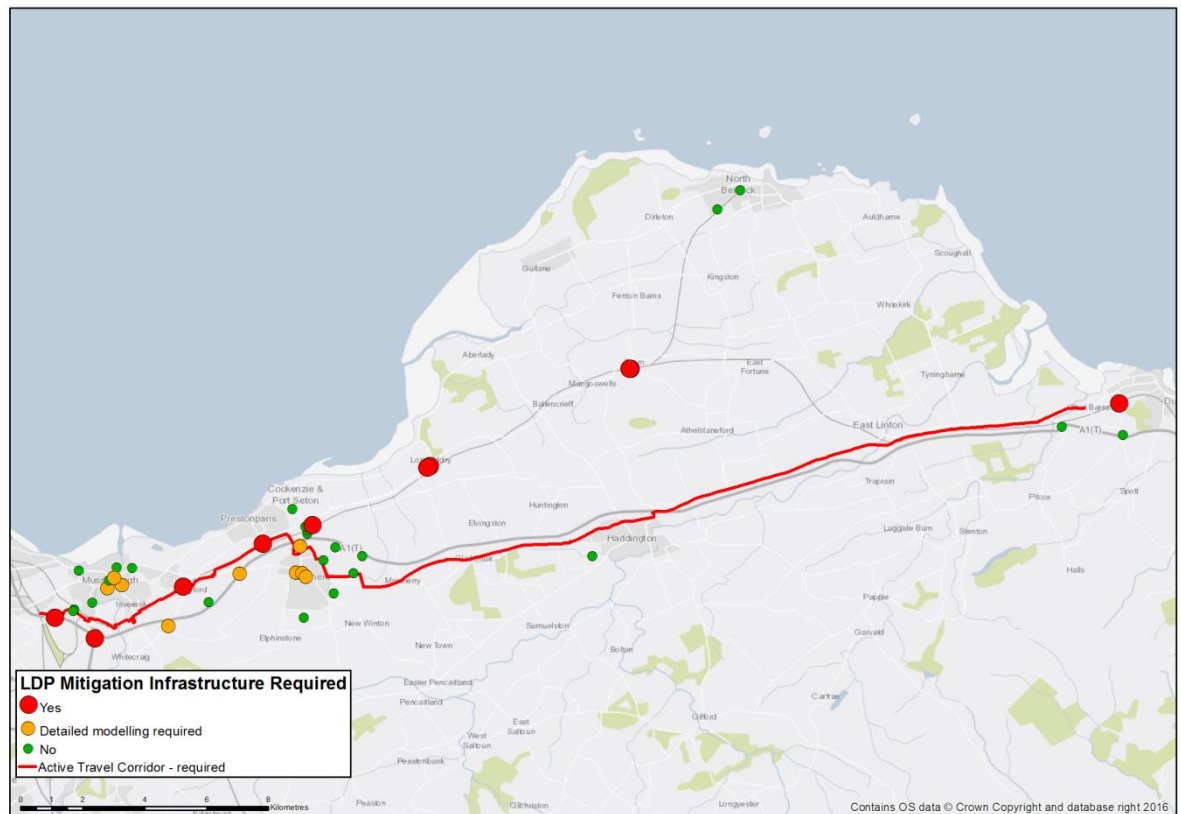 North
Berwick
Dirleton
Auldhame
Gullane
Scoughall
Kingston
Fenton Barns
Whitekirk
Aberlady
East
Fortune
Mungoswells
Tyninghame
Ballencrieff
Athelstaneford
East Linton
A1(T)
Cockenzie &
Port Seton
Prestonpans
Huntington
Elvingston
Traprain
Pitcox
Spott
Luggate Burn
Stenton
A1(T)
Haddington
Macmerry
Halls
Inveresk
Papple
New Winton
Samuelston
Garvald
Elphinstone
Whitecraig
New Town
Bolton
Easter Pencaitland
Pencaitland
Carfrae
East
Saltoun
West
Saltoun
Gifford
Peastonbank
Peaston
Gilchriston
Longyester
LDP Mitigation Infrastructure Required
Yes
Detailed modelling required
No
Active Travel Corridor - required
0 1 2 4 6 8
Kilometres
Contains OS data © Crown Copyright and database right 2016